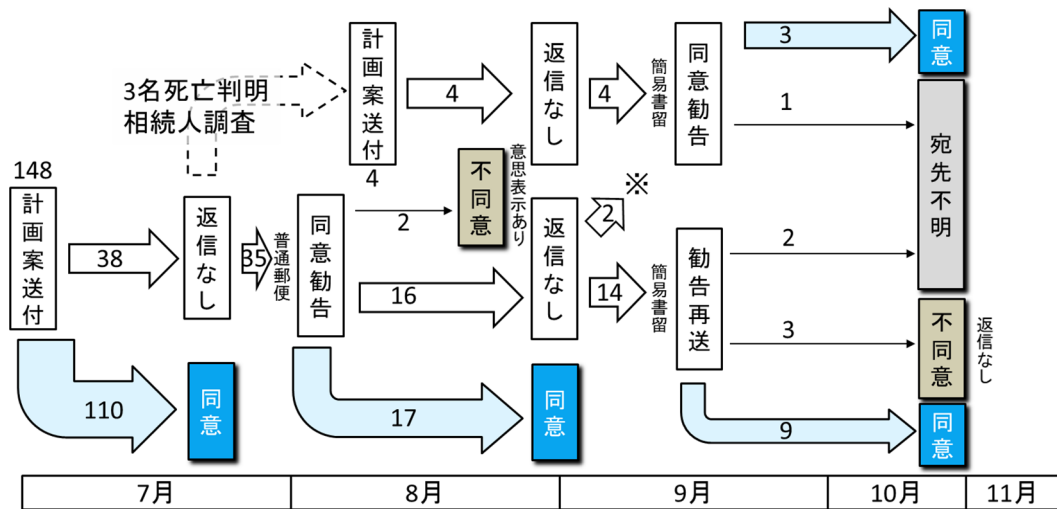 3名死亡判明
相続人調査
計画案送付
4
4
返信なし
4
簡易書留
同意勧告
3
同意
1
宛先不明
148
計画案送付
38
返信なし
35
普通郵便
同意勧告
2
不同意
意思表示あり
16
返信なし
2
※
14
簡易書留
勧告再送
2
3
不同意
返信なし
110
同意
17
同意
9
同意
7月
8月
9月
10月
11月